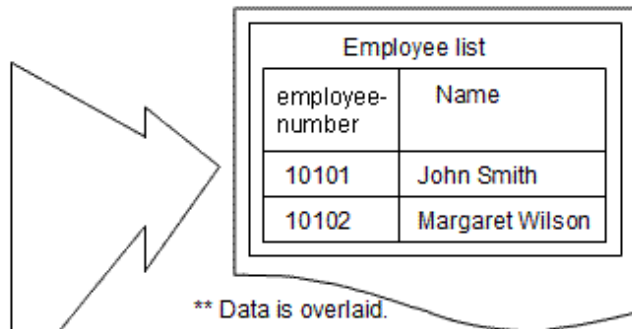 Employee list
employee- Name
number
10101 John Smith
10102 Margaret Wilson
** Data is overlaid.